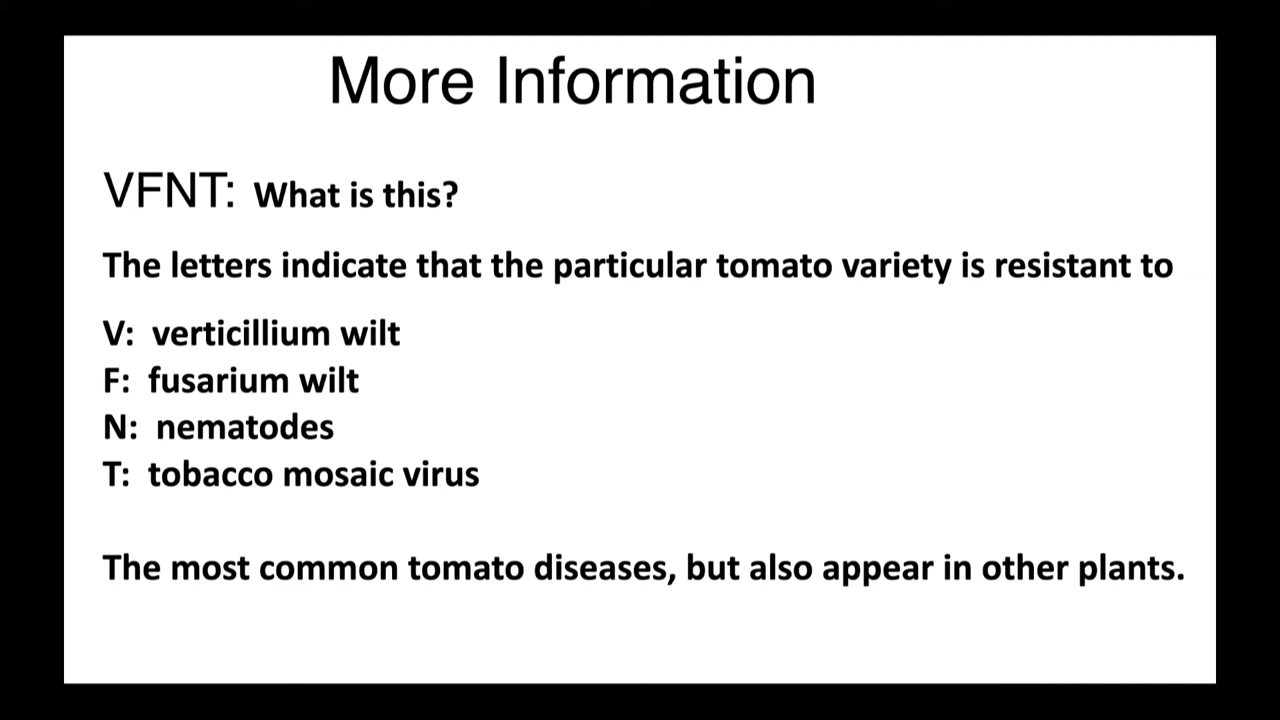 More Information
VFNT: What is this?
The letters indicate that the particular tomato variety is resistant to
V: verticillium wilt
F: fusarium wilt
N: nematodes
T: tobacco mosaic virus
The most common tomato diseases, but also appear in other plants.